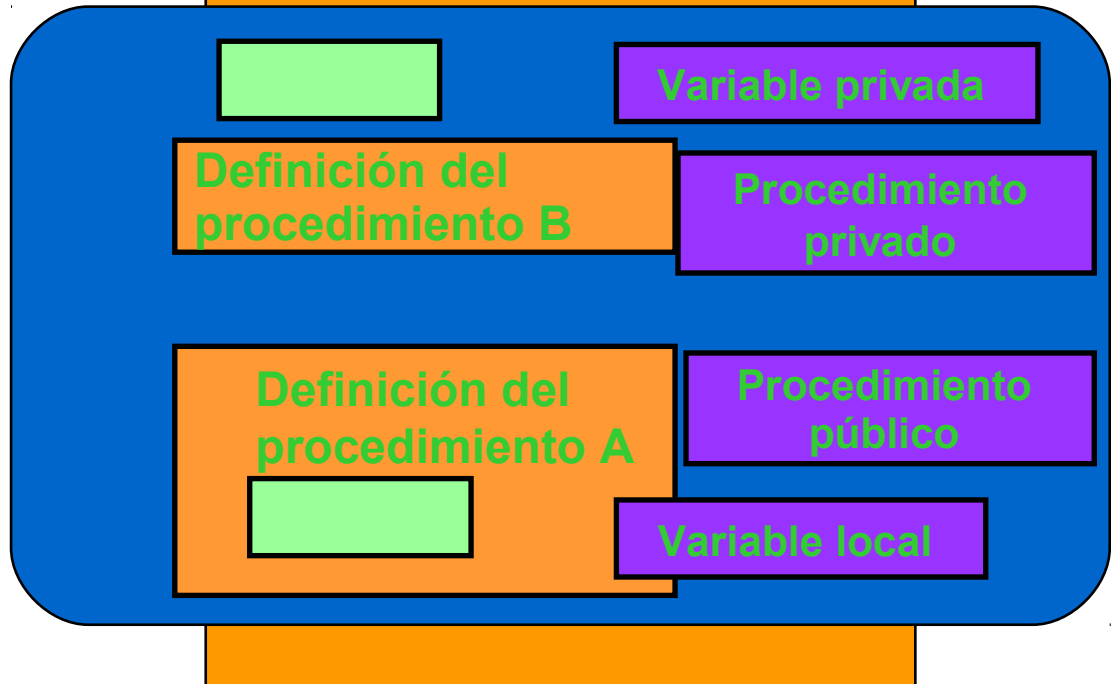 Variable privada
Definición del
procedimiento B
Procedimiento
privado
Definición del
procedimiento A
Procedimiento
público
Variable local